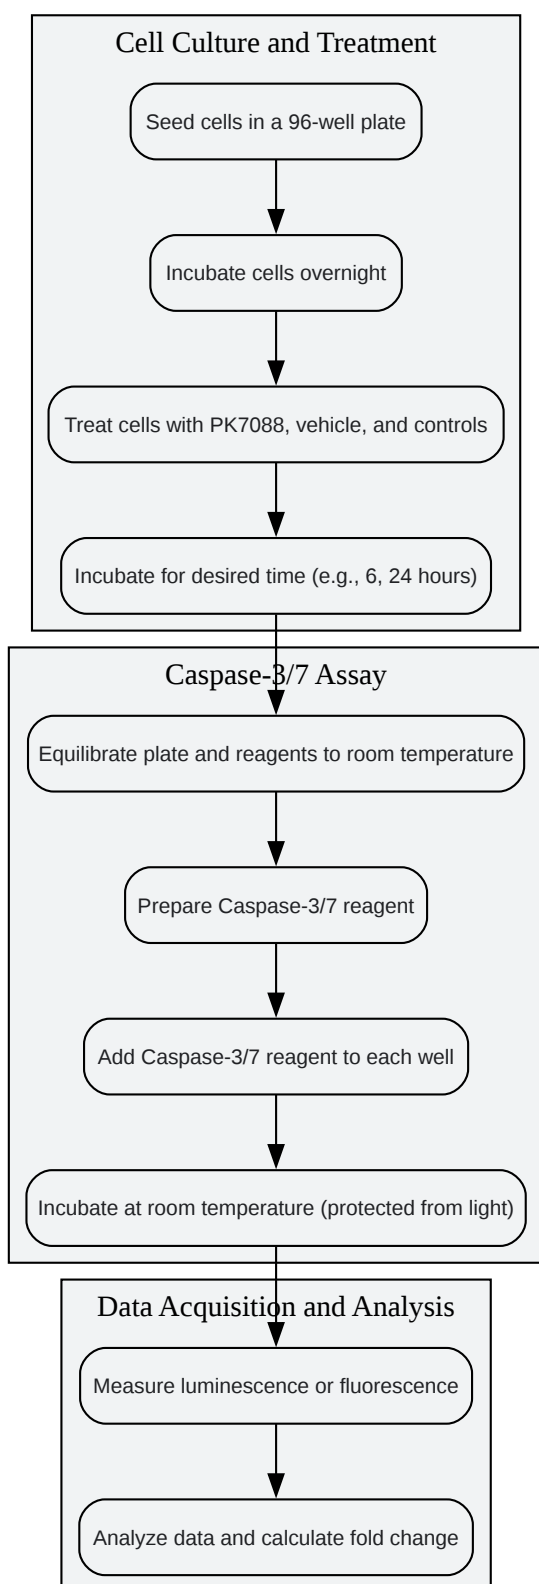 Cell Culture and Treatment
Seed cells in a 96-well plate
Incubate cells overnight
Treat cells with PK7088, vehicle, and controls
Incubate for desired time (e.g., 6, 24 hours)
Caspase-3/7 Assay
Equilibrate plate and reagents to room temperature
Prepare Caspase-3/7 reagent
Add Caspase-3/7 reagent to each well
Incubate at room temperature (protected from light)
Data Acquisition and Analysis
Measure luminescence or fluorescence
Analyze data and calculate fold change